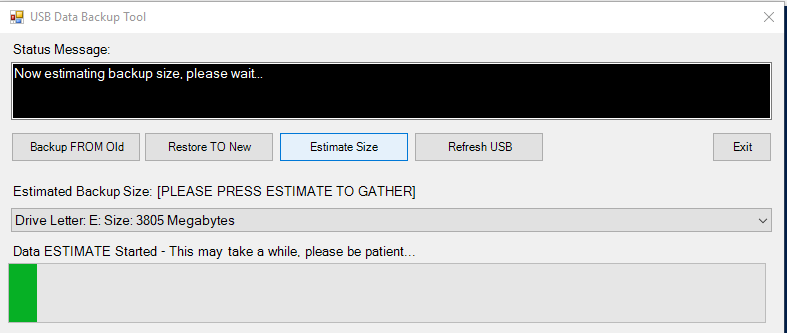 USB Data Backup Tool
Status Message:
Now estimating backup size, please wait...
Backup FROM Old Restore TO New Estimate Size Refresh USB Exit
Estimated Backup Size: [PLEASE PRESS ESTIMATE TO GATHER]
Drive Letter: E: Size: 3805 Megabytes
Data ESTIMATE Started - This may take a while, please be patient...